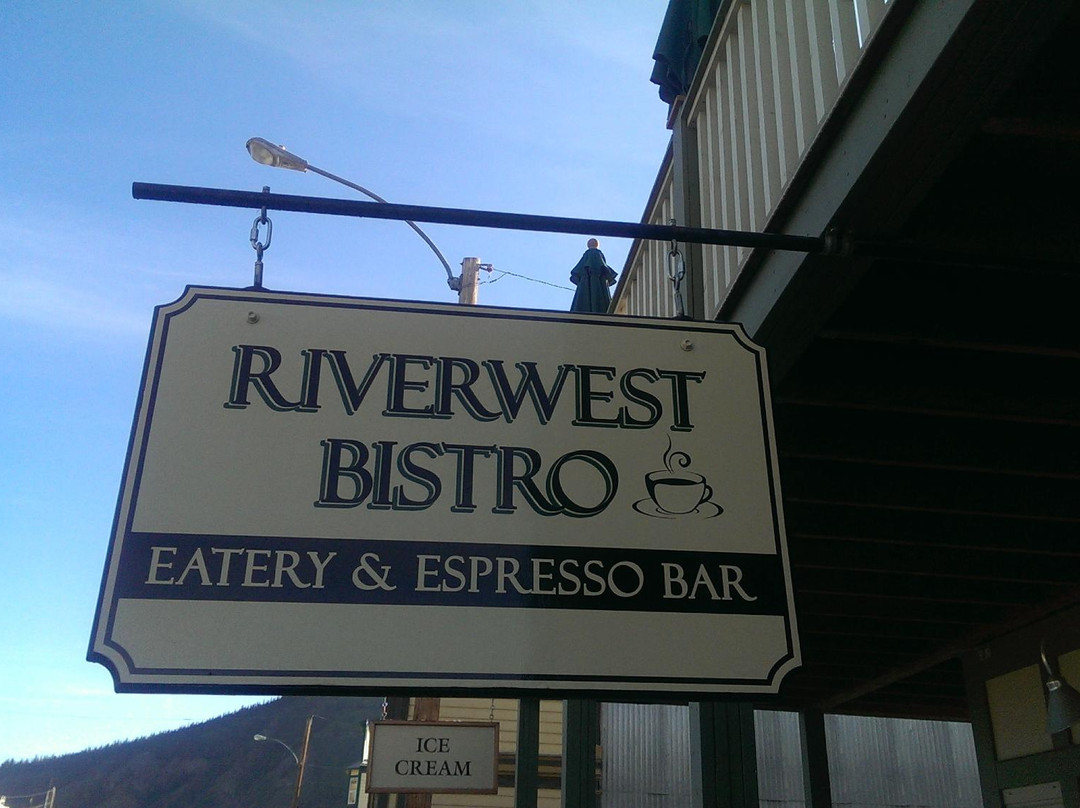 RIVERWEST
BISTRO
EATERY & ESPRESSO BAR
ICE
CREAM